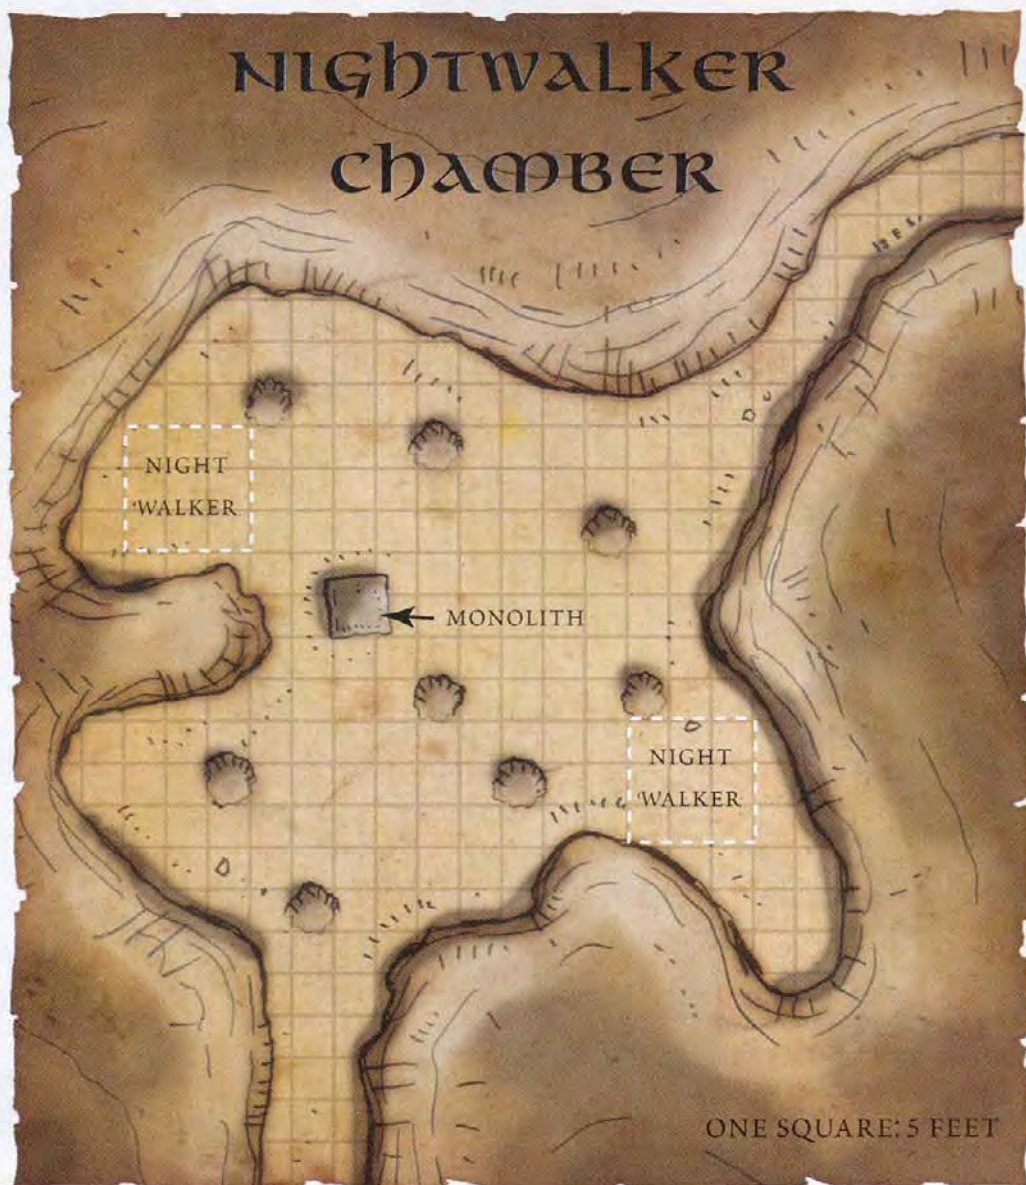 NIGHTWALKER
CHAMBER
NIGHT
WALKER
MONOLITH
NIGHT
WALKER
ONE SQUARE: 5 FEET